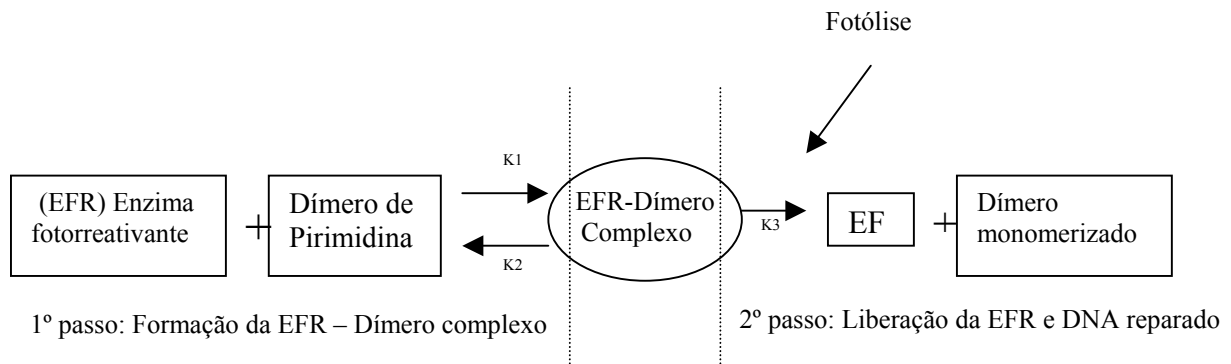 Fotólise
K1
(EFR) Enzima
fotorreativante
+
Dímero de
Pirimidina
EFR-Dímero
Complexo
K2
K3
EF
+
Dímero
monomerizado
1º passo: Formação da EFR – Dímero complexo
2º passo: Liberação da EFR e DNA reparado